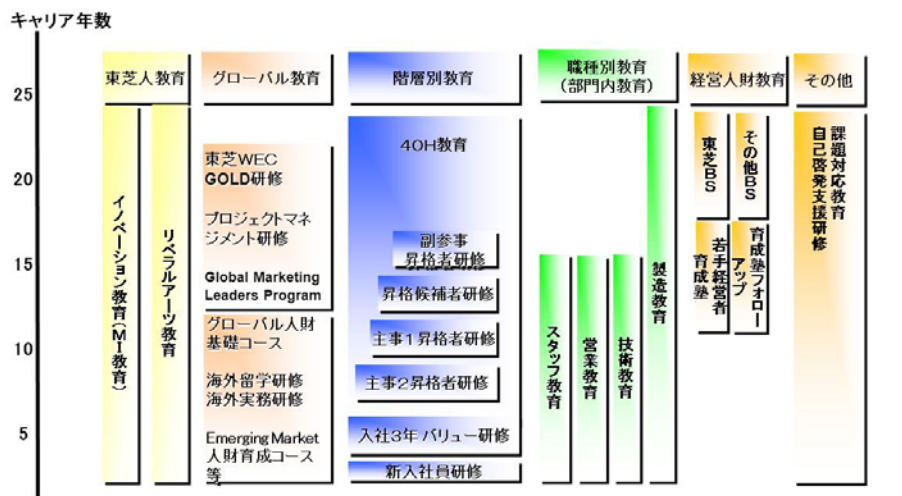 キャリア年数
25
20
15
10
5
東芝人教育
イノベーション教育(MI教育)
リベラルアーツ教育
グローバル教育
東芝WEC
GOLD研修
プロジェクトマネ
ジメント研修
Global Marketing
Leaders Program
グローバル人財
基礎コース
海外留学研修
海外実務研修
Emerging Market
人財育成コース
等
階層別教育
40H教育
副参事
昇格者研修
昇格候補者研修
主事1昇格者研修
主事2昇格者研修
入社3年 バリュー研修
新入社員研修
職種別教育
(部門内教育)
スタッフ教育
営業教育
技術教育
製造教育
経営人財教育
東芝BS
その他BS
若手経営者
育成塾
育成塾フォロー
アップ
その他
課題対応教育
自己啓発支援研修